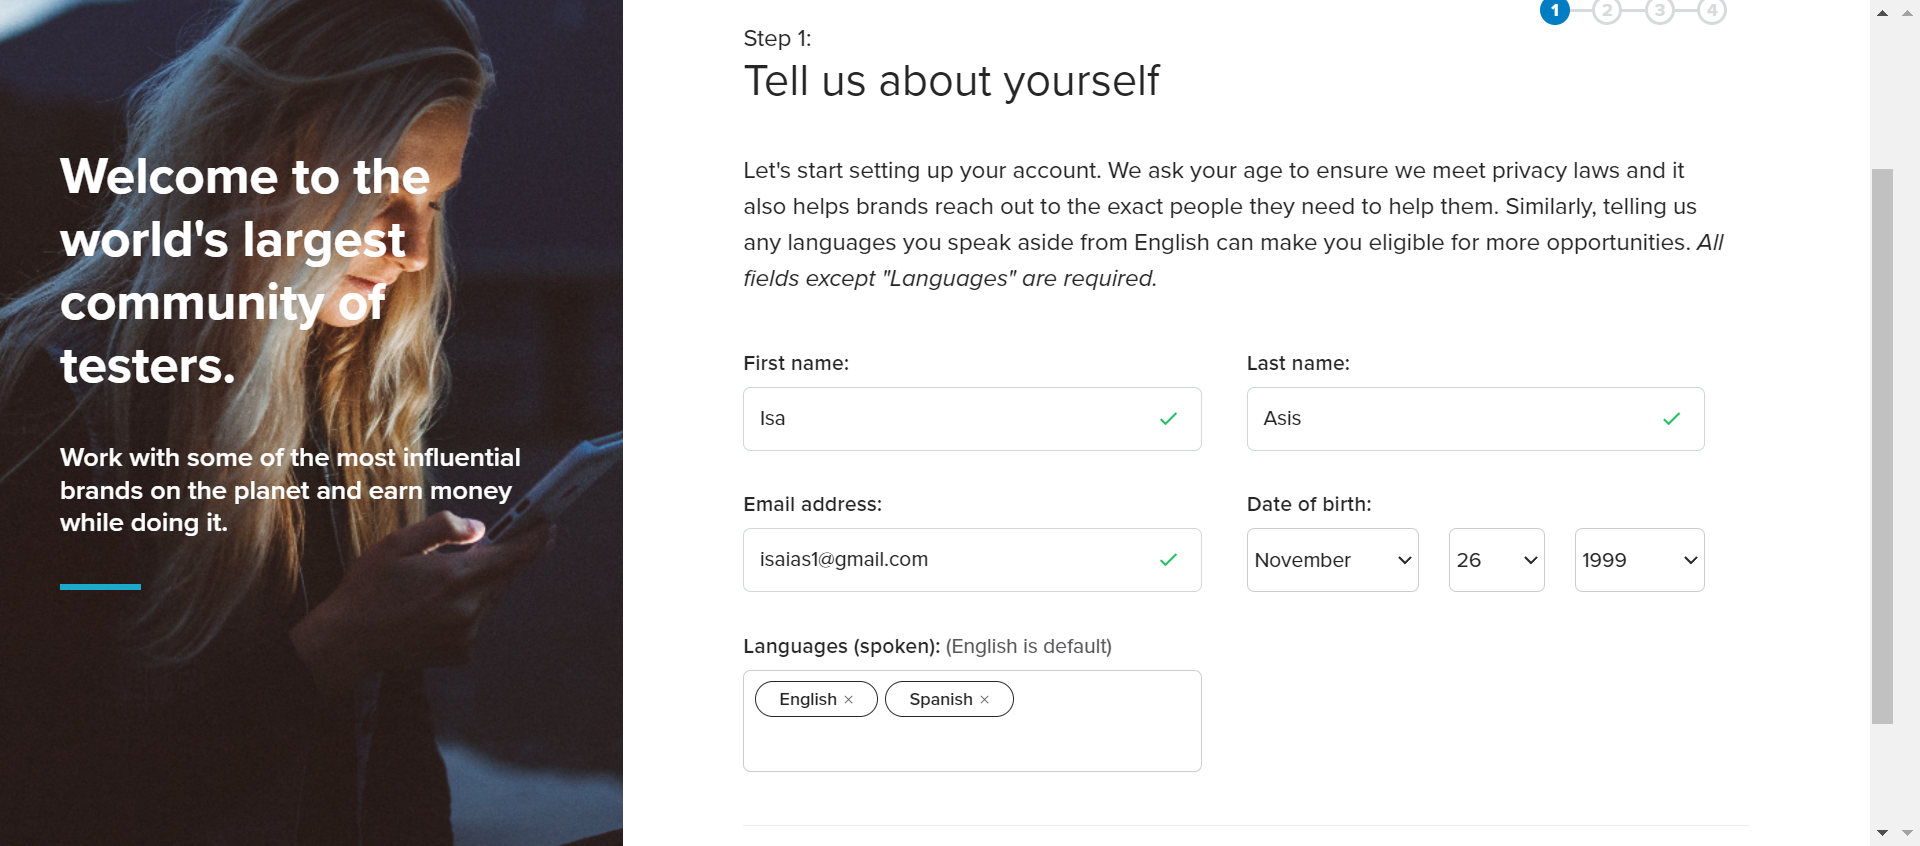 Welcome to the
world's largest
community of
testers.
Work with some of the most influential
brands on the planet and earn money
while doing it.
1 2 3 4
Step 1:
Tell us about yourself
Let's start setting up your account. We ask your age to ensure we meet privacy laws and it
also helps brands reach out to the exact people they need to help them. Similarly, telling us
any languages you speak aside from English can make you eligible for more opportunities. All
fields except "Languages" are required.
First name: Last name:
Isa Asis
Email address: Date of birth:
isaias1@gmail.com November 26 1999
Languages (spoken): (English is default)
English × Spanish ×